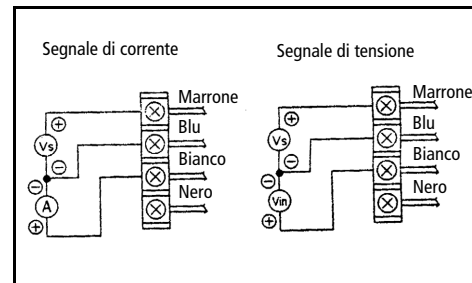 Segnale di corrente
Marrone
Blu
Bianco
Nero
Vs
A
Segnale di tensione
Marrone
Blu
Bianco
Nero
Vs
Vin